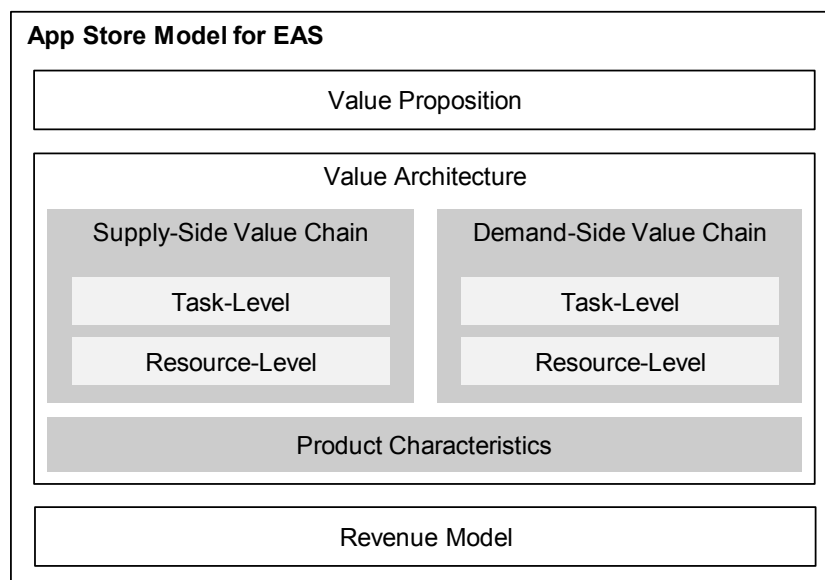 App Store Model for EAS
Value Proposition
Value Architecture
Supply-Side Value Chain
Demand-Side Value Chain
Task-Level
Task-Level
Resource-Level
Resource-Level
Product Characteristics
Revenue Model